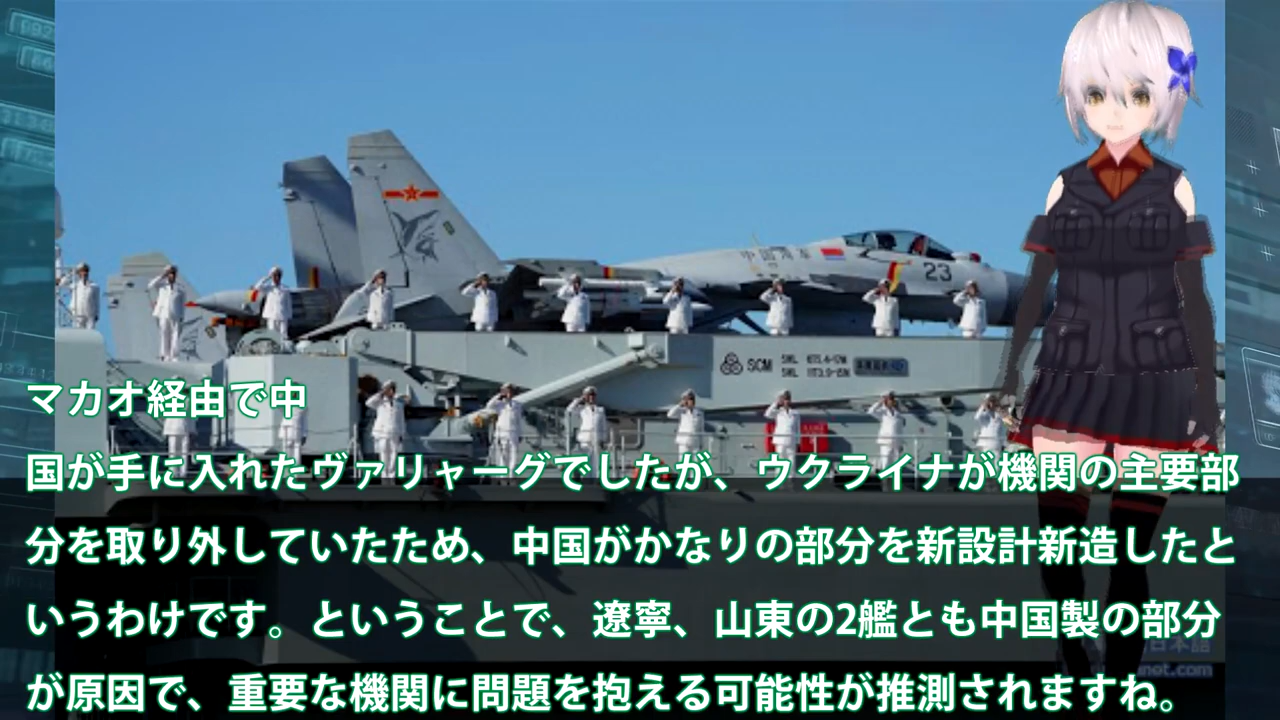 中国海军
23
SCM
マカオ経由で中
国が手に入れたヴァリャーグでしたが、ウクライナが機関の主要部
分を取り外していたため、中国がかなりの部分を新設計新造したと
いうわけです。ということで、遼寧、山東の2艦とも中国製の部分
が原因で、重要な機関に問題を抱える可能性が推測されますね。
日本語
not.com